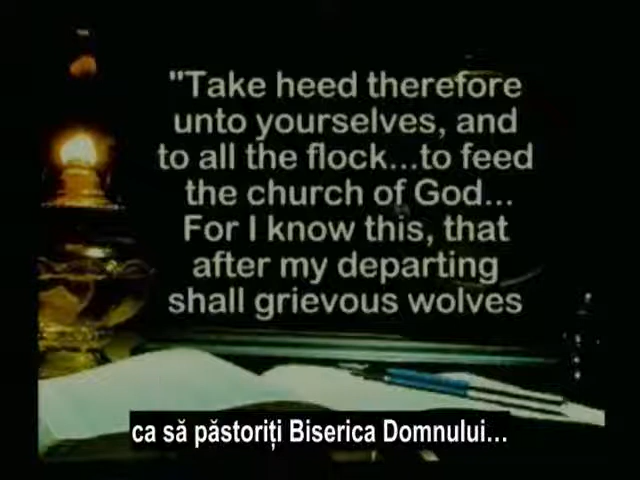 "Take heed therefore
unto yourselves, and
to all the flock...to feed
the church of God...
For I know this, that
after my departing
shall grievous wolves
ca să păstoriți Biserica Domnului...